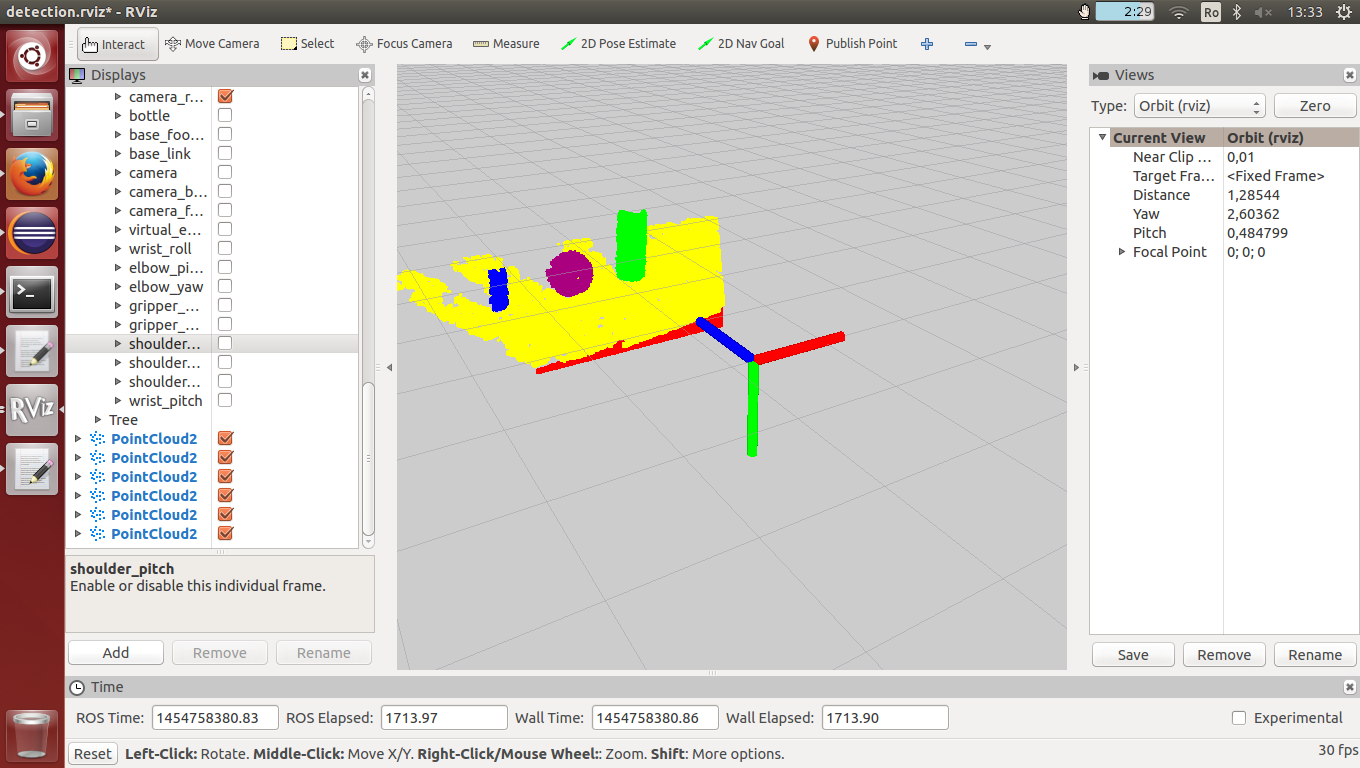 detection.rviz* - RViz
2:29
Ro
13:33
Interact
Move Camera
Select
Focus Camera
Measure
2D Pose Estimate
2D Nav Goal
Publish Point
Displays
camera_r...
bottle
base_foo...
base_link
camera
camera_b...
camera_f...
virtual_e...
wrist_roll
elbow_pi...
elbow_yaw
gripper_...
gripper_...
shoulder...
shoulder...
shoulder...
wrist_pitch
Tree
PointCloud2
PointCloud2
PointCloud2
PointCloud2
PointCloud2
PointCloud2
shoulder_pitch
Enable or disable this individual frame.
Add
Remove
Rename
Views
Type: Orbit (rviz)
Zero
Current View Orbit (rviz)
Near Clip ... 0,01
Target Fra... <Fixed Frame>
Distance 1,28544
Yaw 2,60362
Pitch 0,484799
Focal Point 0; 0; 0
Save
Remove
Rename
RViz
Time
ROS Time: 1454758380.83 ROS Elapsed: 1713.97 Wall Time: 1454758380.86 Wall Elapsed: 1713.90 Experimental
Reset Left-Click: Rotate. Middle-Click: Move X/Y. Right-Click/Mouse Wheel:: Zoom. Shift: More options. 30 fps